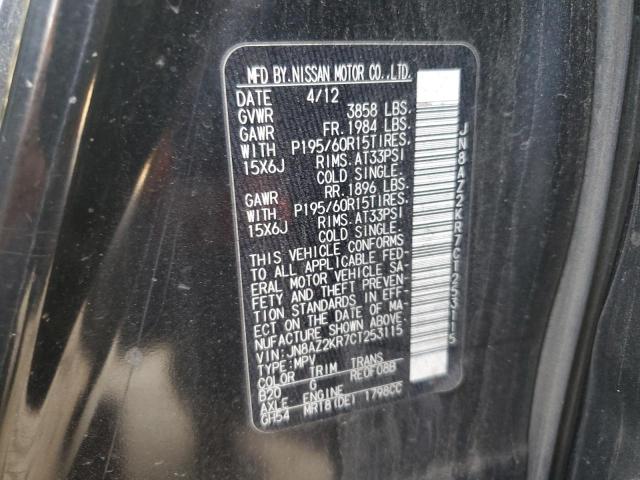 MFD BY.NISSAN MOTOR CO.,LTD.
DATE 4/12
GVWR 3858 LBS.
GAWR FR.1984 LBS.
WITH P195/60R15TIRES.
15X6J RIMS.AT33PSI
COLD SINGLE.
GAWR RR.1896 LBS.
WITH P195/60R15TIRES.
15X6J RIMS.AT33PSI
COLD SINGLE.
THIS VEHICLE CONFORMS
TO ALL APPLICABLE FED-
ERAL MOTOR VEHICLE SA-
FETY AND THEFT PREVEN-
TION STANDARDS IN EFF-
ECT ON THE DATE OF MA-
NUFACTURE SHOWN ABOVE.
VIN:JN8AZ2KR7CT253115
TYPE:MPV
COLOR TRIM TRANS
B20 G RE0F08B
AXLE ENGINE
GH54 MR18(DE) 1798CC
JN8AZ2KR7CT253115